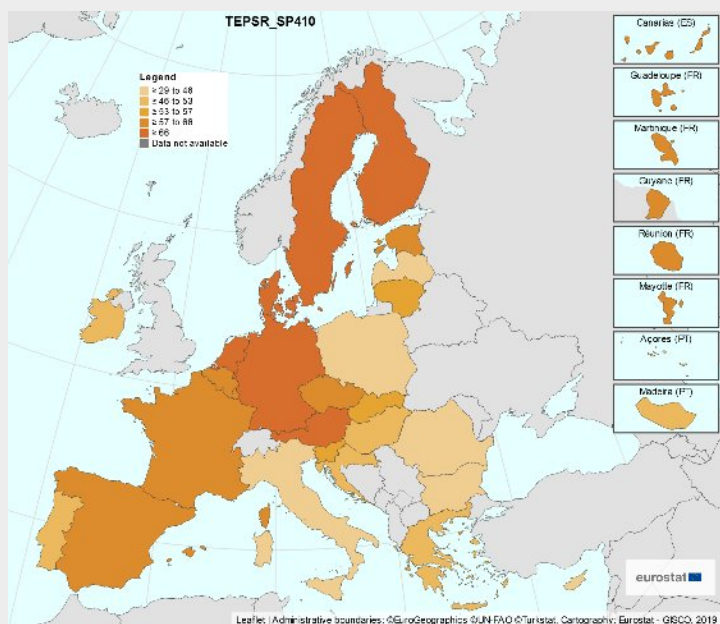 TEPSR_SP410
Legend
≥ 29 to 46
≥ 46 to 53
≥ 53 to 57
≥ 57 to 66
≥ 66
Data not available
Canarias (ES)
Guadeloupe (FR)
Martinique (FR)
Guyane (FR)
Réunion (FR)
Mayotte (FR)
Açores (PT)
Madeira (PT)
eurostat
Leaflet | Administrative boundaries: ©EuroGeographics ©UN-FAO ©Turkstat, Cartography: Eurostat - GISCO, 2019